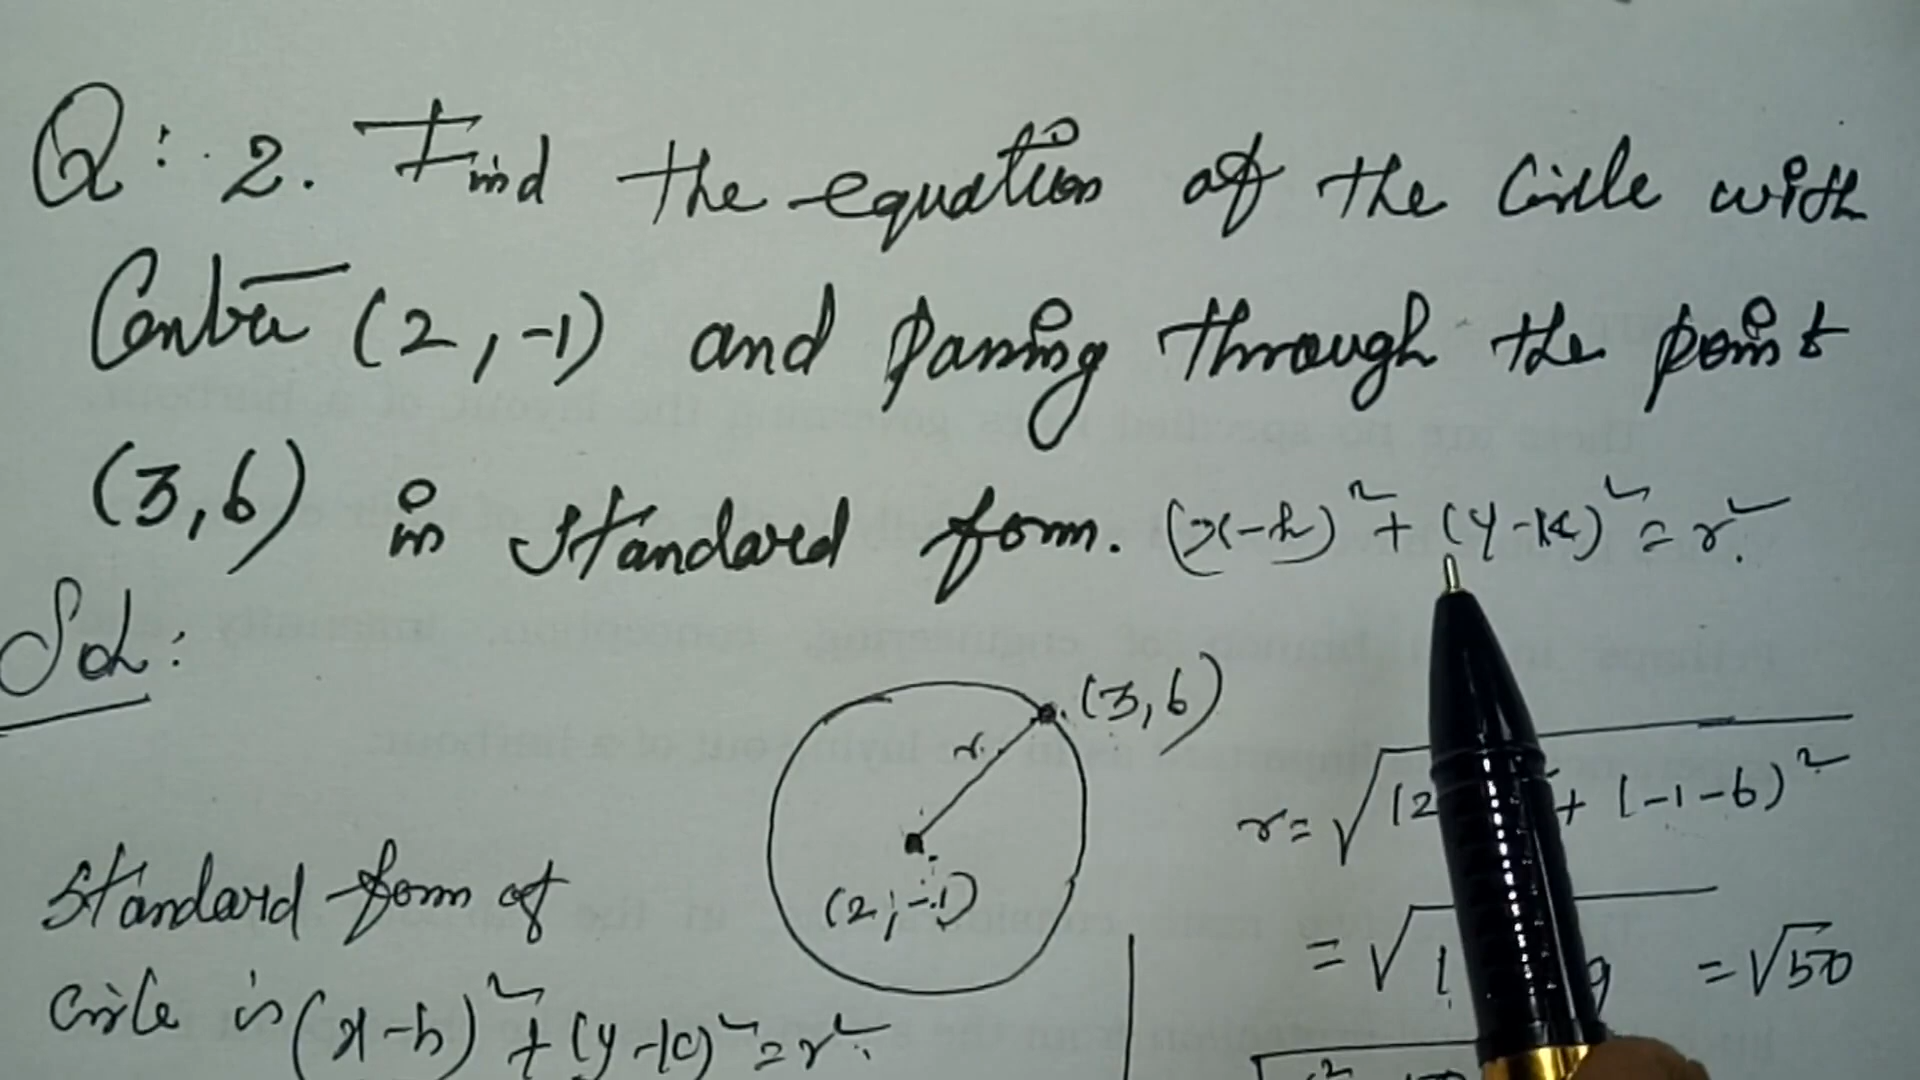 Q: 2. Find the equation of the Circle with
Centre (2, -1) and passing through the point
(3, 6) in standard form. (x-h)² + (y-k)² = r².
Sol:
(3, 6)
r
(2, -1)
r = √(2 + (-1-6)²
= √1 9 = √50
Standard form of
Circle is (x-h)² + (y-k)² = r².